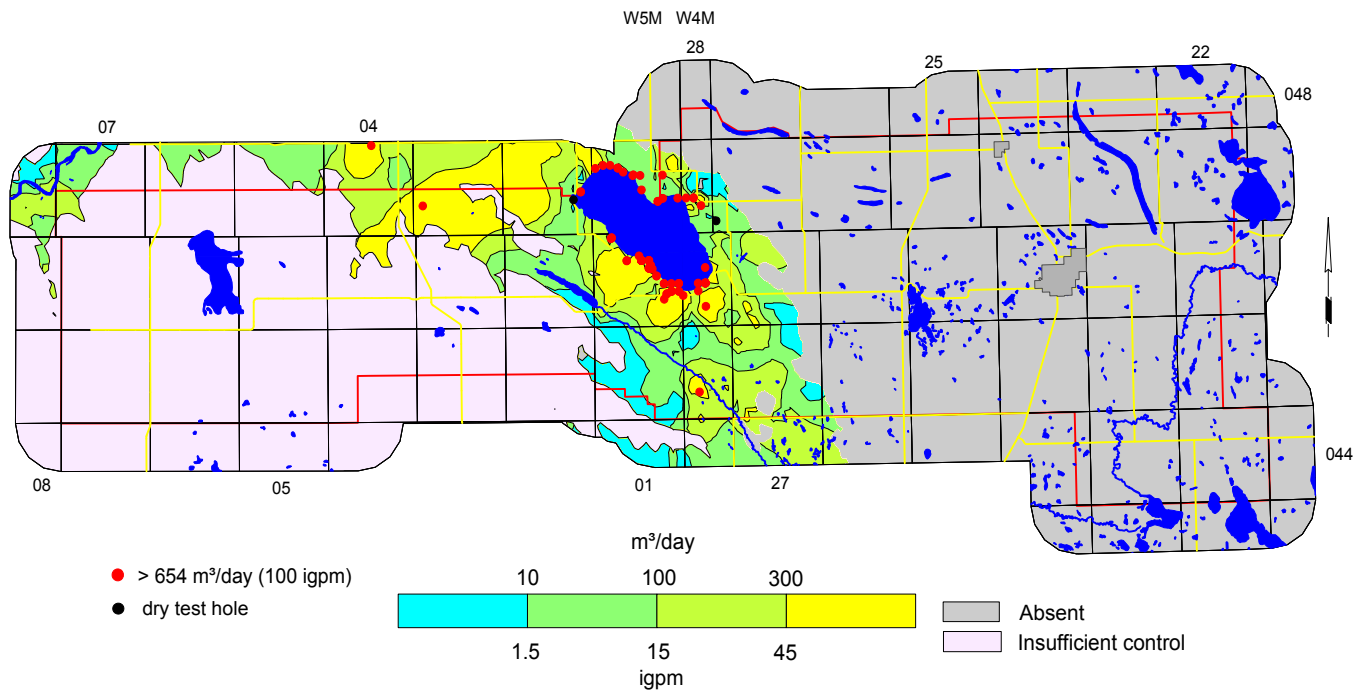 W5M W4M
28
25
22
048
07
04
044
08
05
01
27
m³/day
> 654 m³/day (100 igpm)
10 100 300
dry test hole
Absent
1.5 15 45
Insufficient control
igpm